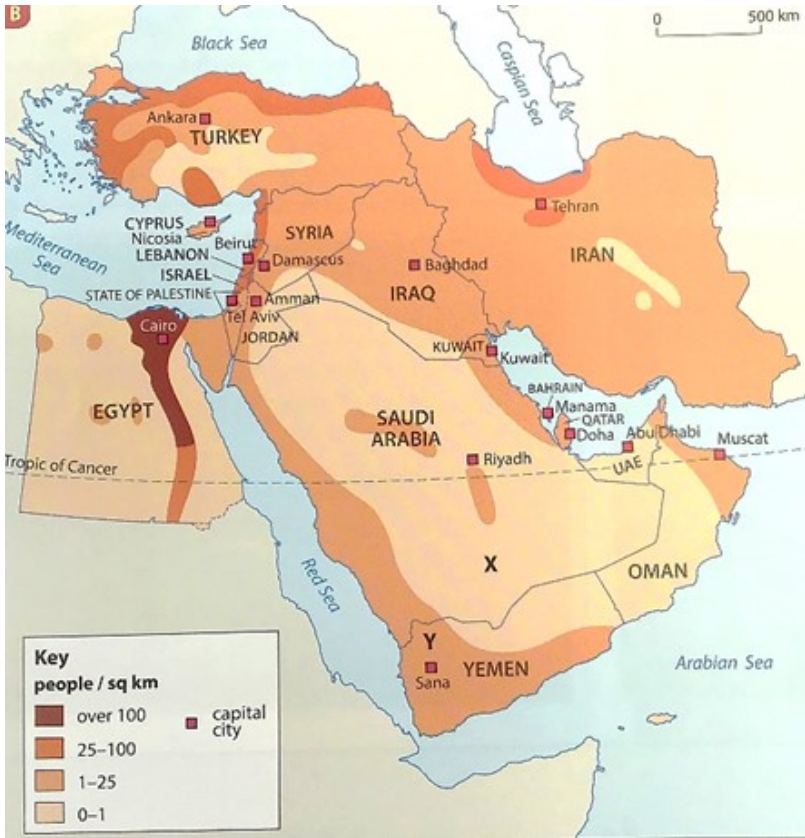 B
Black Sea
Caspian Sea
0 500 km
Ankara
TURKEY
Tehran
CYPRUS
Nicosia
Mediterranean
Sea
Beirut
LEBANON
ISRAEL
STATE OF PALESTINE
Tel Aviv
SYRIA
Damascus
Amman
JORDAN
Baghdad
IRAQ
IRAN
Cairo
EGYPT
KUWAIT
Kuwait
BAHRAIN
Manama
QATAR
Doha
Abu Dhabi
UAE
Muscat
SAUDI
ARABIA
Riyadh
Tropic of Cancer
Red Sea
X
OMAN
Y
YEMEN
Sana
Arabian Sea
Key
people / sq km
over 100
25–100
1–25
0–1
capital
city